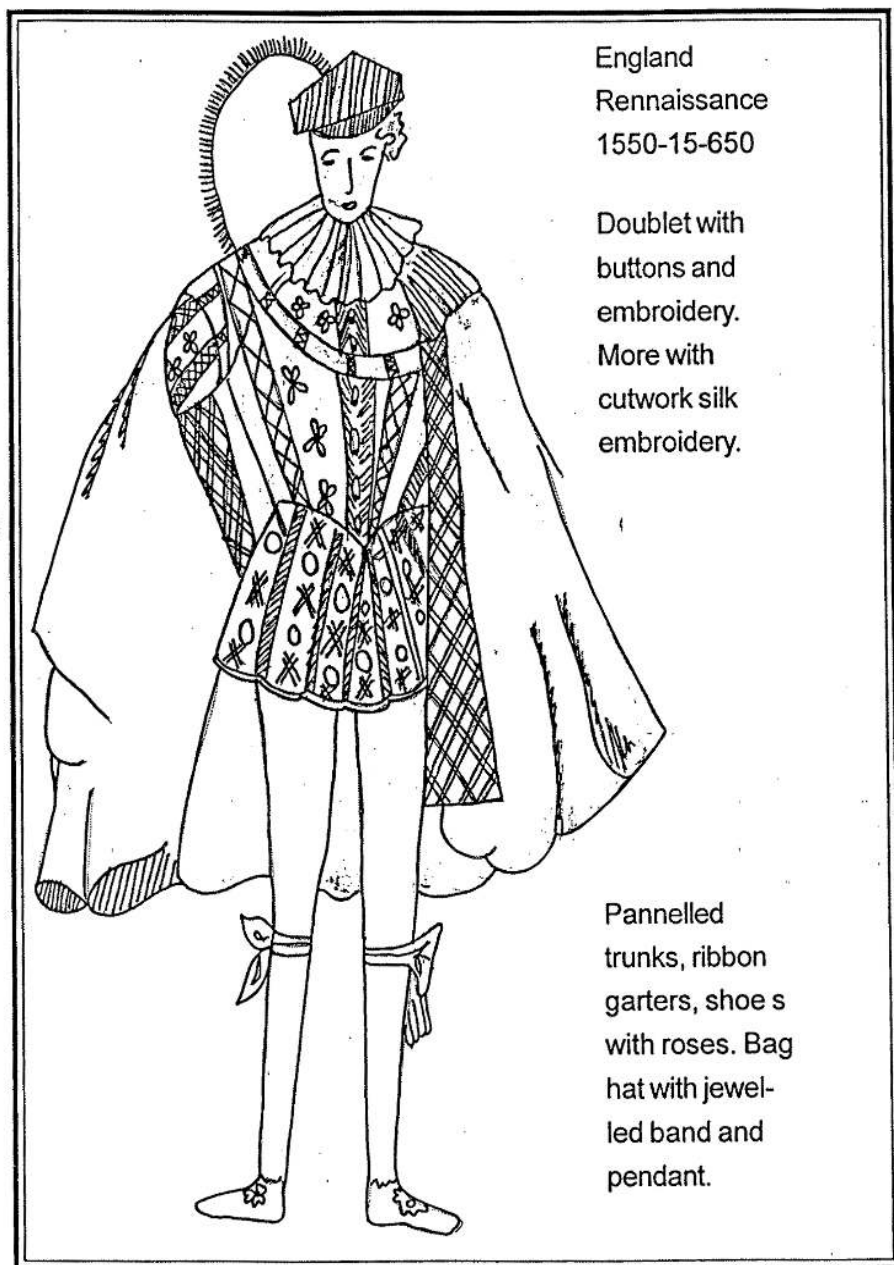 England
Rennaissance
1550-15-650
Doublet with
buttons and
embroidery.
More with
cutwork silk
embroidery.
Pannelled
trunks, ribbon
garters, shoe s
with roses. Bag
hat with jewel-
led band and
pendant.